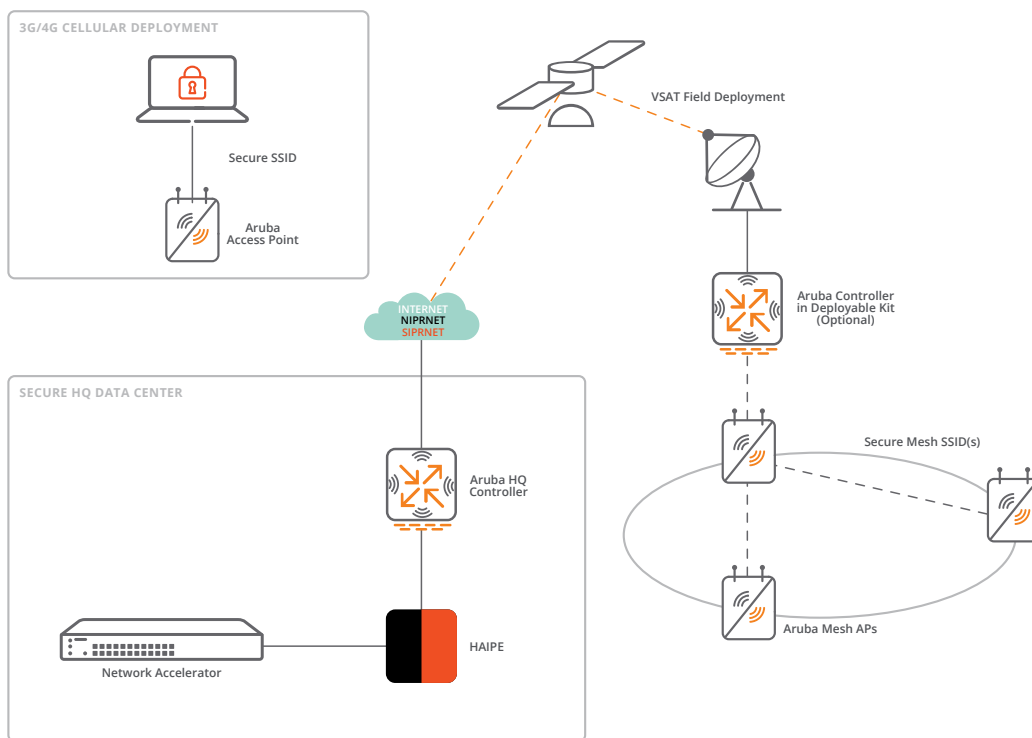 3G/4G CELLULAR DEPLOYMENT
Secure SSID
Aruba
Access Point
VSAT Field Deployment
INTERNET
NIPRNET
SIPRNET
Aruba Controller
in Deployable Kit
(Optional)
SECURE HQ DATA CENTER
Aruba HQ
Controller
Secure Mesh SSID(s)
Aruba Mesh APs
HAIPE
Network Accelerator